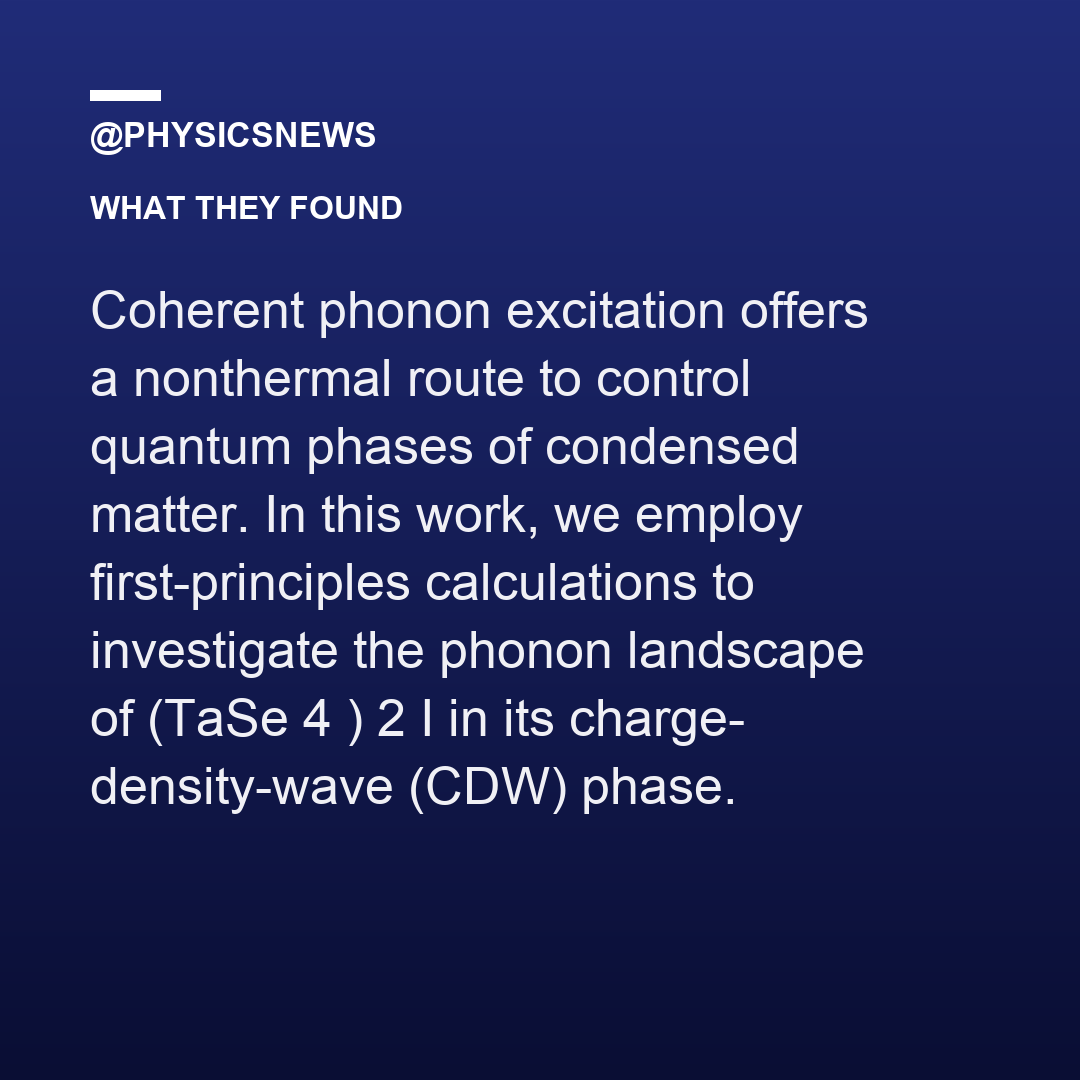 @PHYSICSNEWS
WHAT THEY FOUND
Coherent phonon excitation offers
a nonthermal route to control
quantum phases of condensed
matter. In this work, we employ
first-principles calculations to
investigate the phonon landscape
of (TaSe 4 ) 2 I in its charge-
density-wave (CDW) phase.